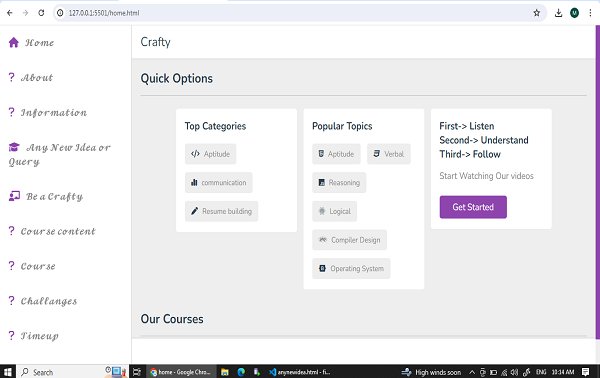 127.0.0.1:5501/home.html
M
Home
About
Information
Any New Idea or
Query
Be a Crafty
Course content
Course
Challanges
Timeup
Crafty
Quick Options
Top Categories
Aptitude
communication
Resume building
Popular Topics
Aptitude Verbal
Reasoning
Logical
Compiler Design
Operating System
First-> Listen
Second-> Understand
Third-> Follow
Start Watching Our videos
Get Started
Our Courses
Search
home - Google Chro...
anynewidea.html - fi...
High winds soon
ENG
10:14 AM